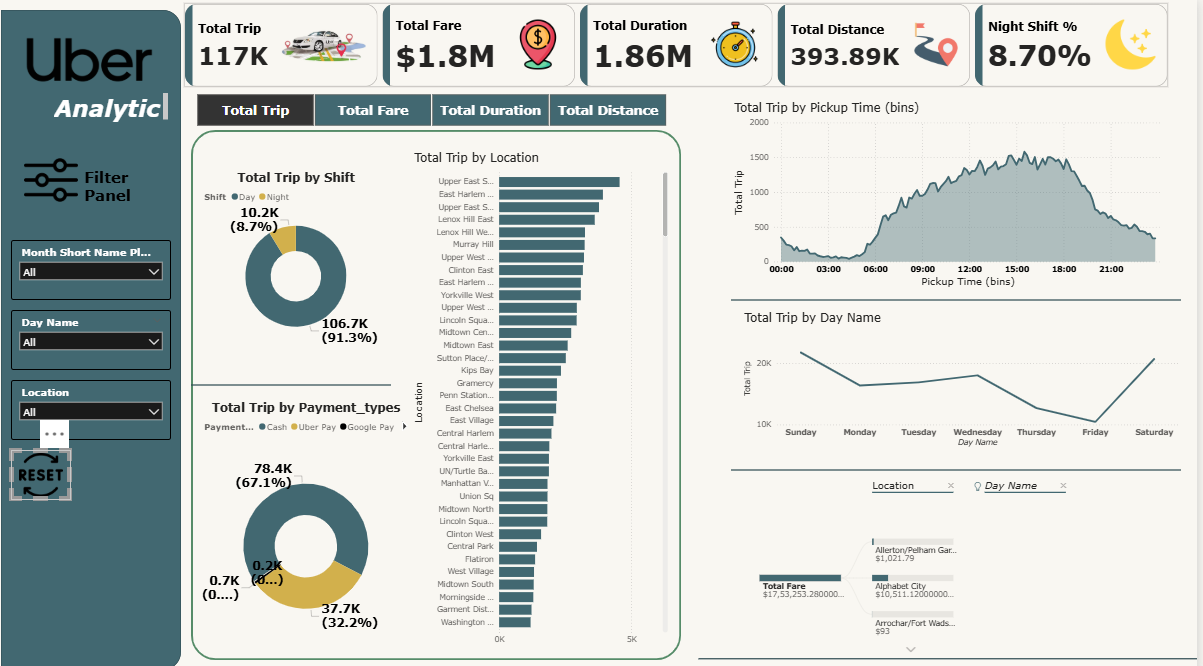 Uber
Analytic
Filter
Panel
Month Short Name Pl...
All
Day Name
All
Location
All
...
RESET
Total Trip
117K
Total Fare
$1.8M
Total Duration
1.86M
Total Distance
393.89K
Night Shift %
8.70%
Total Trip
Total Fare
Total Duration
Total Distance
Total Trip by Shift
Shift Day Night
10.2K
(8.7%)
106.7K
(91.3%)
Total Trip by Payment_types
Payment... Cash Uber Pay Google Pay
78.4K
(67.1%)
0.2K
(0...)
0.7K
(0....)
37.7K
(32.2%)
Total Trip by Location
Location
Upper East S...
East Harlem ...
Upper East S...
Lenox Hill East
Lenox Hill We...
Murray Hill
Upper West ...
Clinton East
East Harlem ...
Yorkville West
Upper West ...
Lincoln Squa...
Midtown Cen...
Midtown East
Sutton Place/...
Kips Bay
Gramercy
Penn Station...
East Chelsea
East Village
Central Harlem
Central Harle...
Yorkville East
UN/Turtle Ba...
Manhattan V...
Union Sq
Midtown North
Lincoln Squa...
Clinton West
Central Park
Flatiron
West Village
Midtown South
Morningside ...
Garment Dist...
Washington ...
0K 5K
Total Trip by Pickup Time (bins)
Total Trip
2000
1500
1000
500
0
00:00 03:00 06:00 09:00 12:00 15:00 18:00 21:00
Pickup Time (bins)
Total Trip by Day Name
Total Trip
20K
10K
Sunday Monday Tuesday Wednesday Thursday Friday Saturday
Day Name
Location × Day Name ×
Allerton/Pelham Gar...
$1,021.79
Total Fare
$17,53,253.280000...
Alphabet City
$10,511.12000000...
Arrochar/Fort Wads...
$93